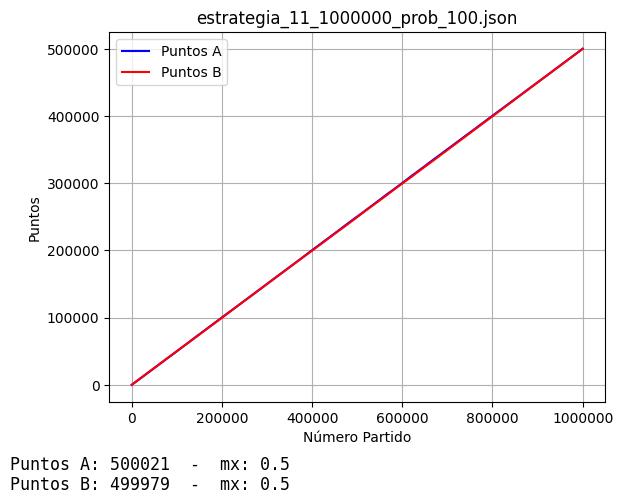 estrategia_11_1000000_prob_100.json
Puntos A
Puntos B
500000
400000
300000
200000
100000
0
Puntos
0 200000 400000 600000 800000 1000000
Número Partido
Puntos A: 500021 - mx: 0.5
Puntos B: 499979 - mx: 0.5